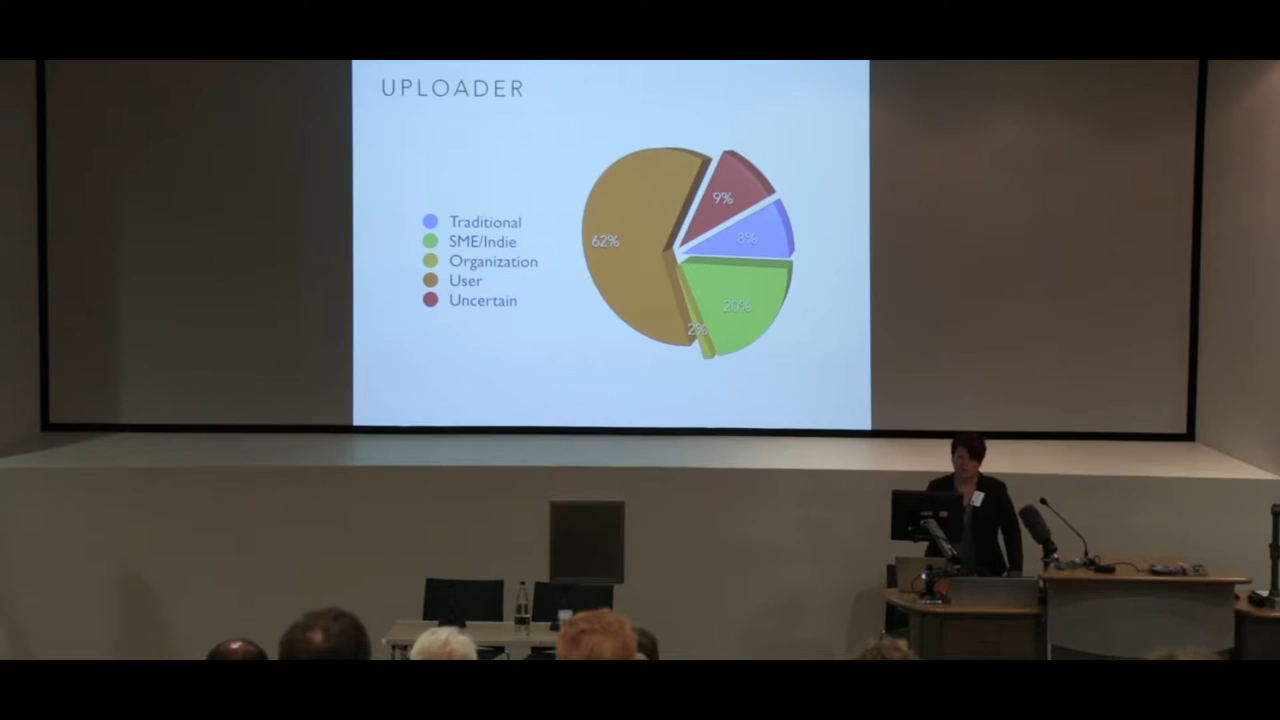 UPLOADER
Traditional
SME/Indie
Organization
User
Uncertain
9%
8%
62%
20%
2%